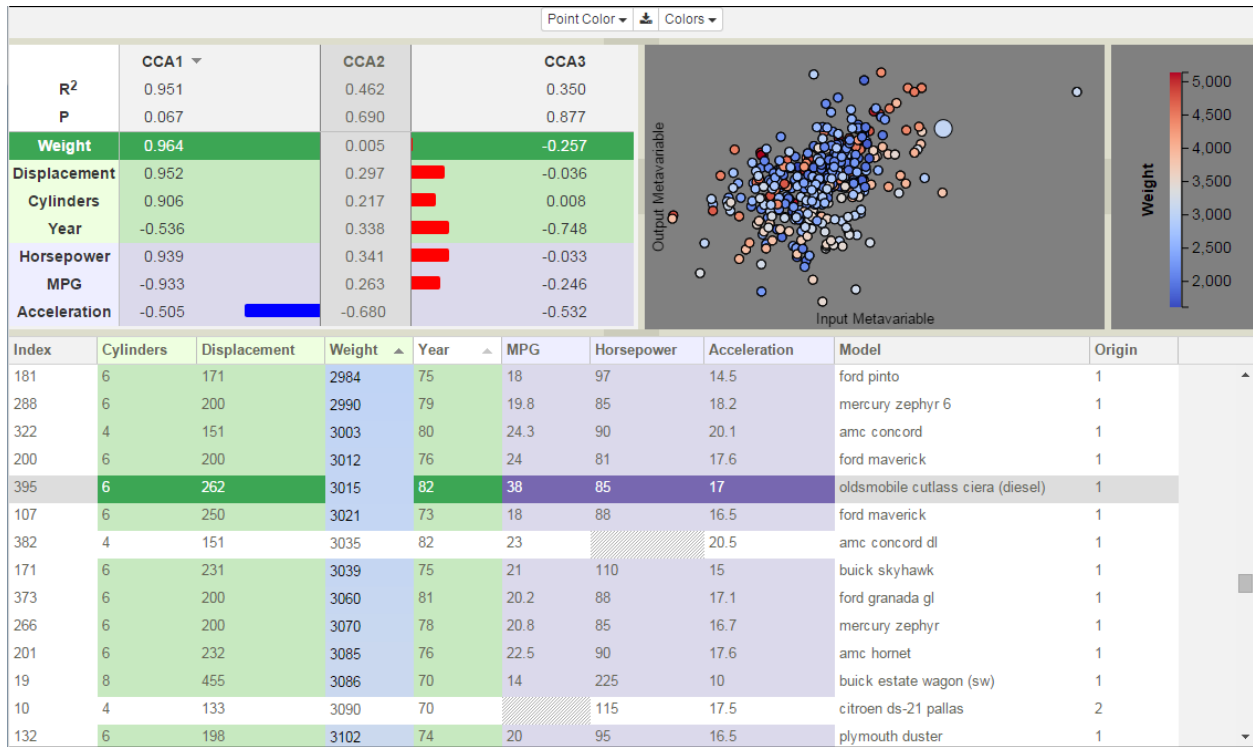 Point Color Colors
CCA1 CCA2 CCA3
R2 0.951 0.462 0.350
P 0.067 0.690 0.877
Weight 0.964 0.005 -0.257
Displacement 0.952 0.297 -0.036
Cylinders 0.906 0.217 0.008
Year -0.536 0.338 -0.748
Horsepower 0.939 0.341 -0.033
MPG -0.933 0.263 -0.246
Acceleration -0.505 -0.680 -0.532
Output Metavariable
Input Metavariable
Weight
5,000
4,500
4,000
3,500
3,000
2,500
2,000
Index Cylinders Displacement Weight Year MPG Horsepower Acceleration Model Origin
181 6 171 2984 75 18 97 14.5 ford pinto 1
288 6 200 2990 79 19.8 85 18.2 mercury zephyr 6 1
322 4 151 3003 80 24.3 90 20.1 amc concord 1
200 6 200 3012 76 24 81 17.6 ford maverick 1
395 6 262 3015 82 38 85 17 oldsmobile cutlass ciera (diesel) 1
107 6 250 3021 73 18 88 16.5 ford maverick 1
382 4 151 3035 82 23 20.5 amc concord dl 1
171 6 231 3039 75 21 110 15 buick skyhawk 1
373 6 200 3060 81 20.2 88 17.1 ford granada gl 1
266 6 200 3070 78 20.8 85 16.7 mercury zephyr 1
201 6 232 3085 76 22.5 90 17.6 amc hornet 1
19 8 455 3086 70 14 225 10 buick estate wagon (sw) 1
10 4 133 3090 70 115 17.5 citroen ds-21 pallas 2
132 6 198 3102 74 20 95 16.5 plymouth duster 1